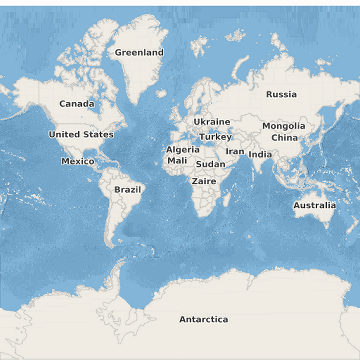 Greenland
Russia
Canada
Ukraine
Mongolia
United States
Turkey
China
Algeria
Iran
India
Mexico
Mali
Sudan
Zaire
Brazil
Australia
Antarctica